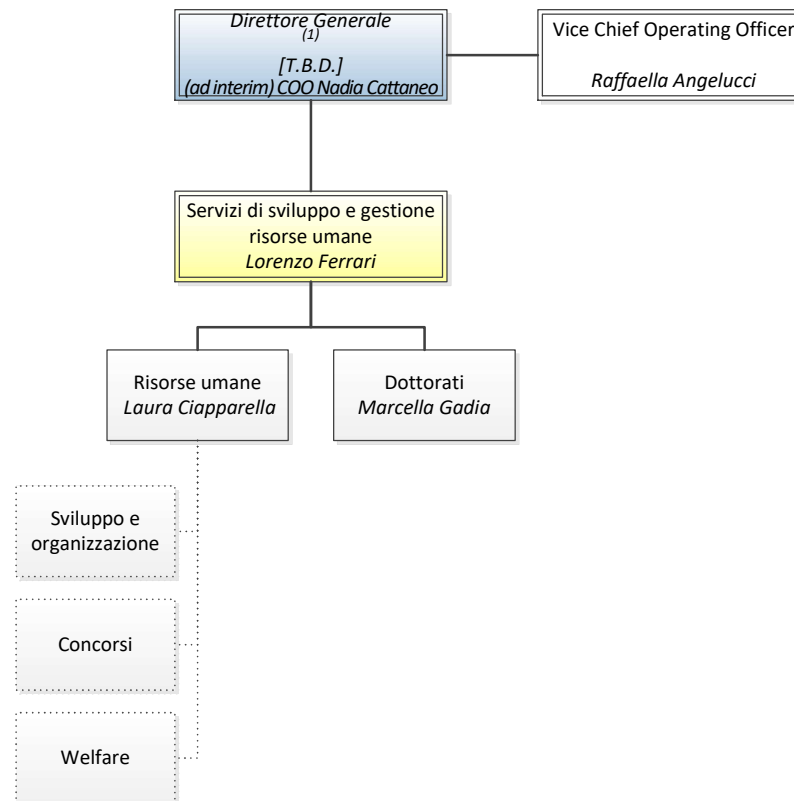 Direttore Generale
(1)
[T.B.D.]
(ad interim) COO Nadia Cattaneo
Vice Chief Operating Officer
Raffaella Angelucci
Servizi di sviluppo e gestione
risorse umane
Lorenzo Ferrari
Risorse umane
Laura Ciapparella
Dottorati
Marcella Gadia
Sviluppo e
organizzazione
Concorsi
Welfare